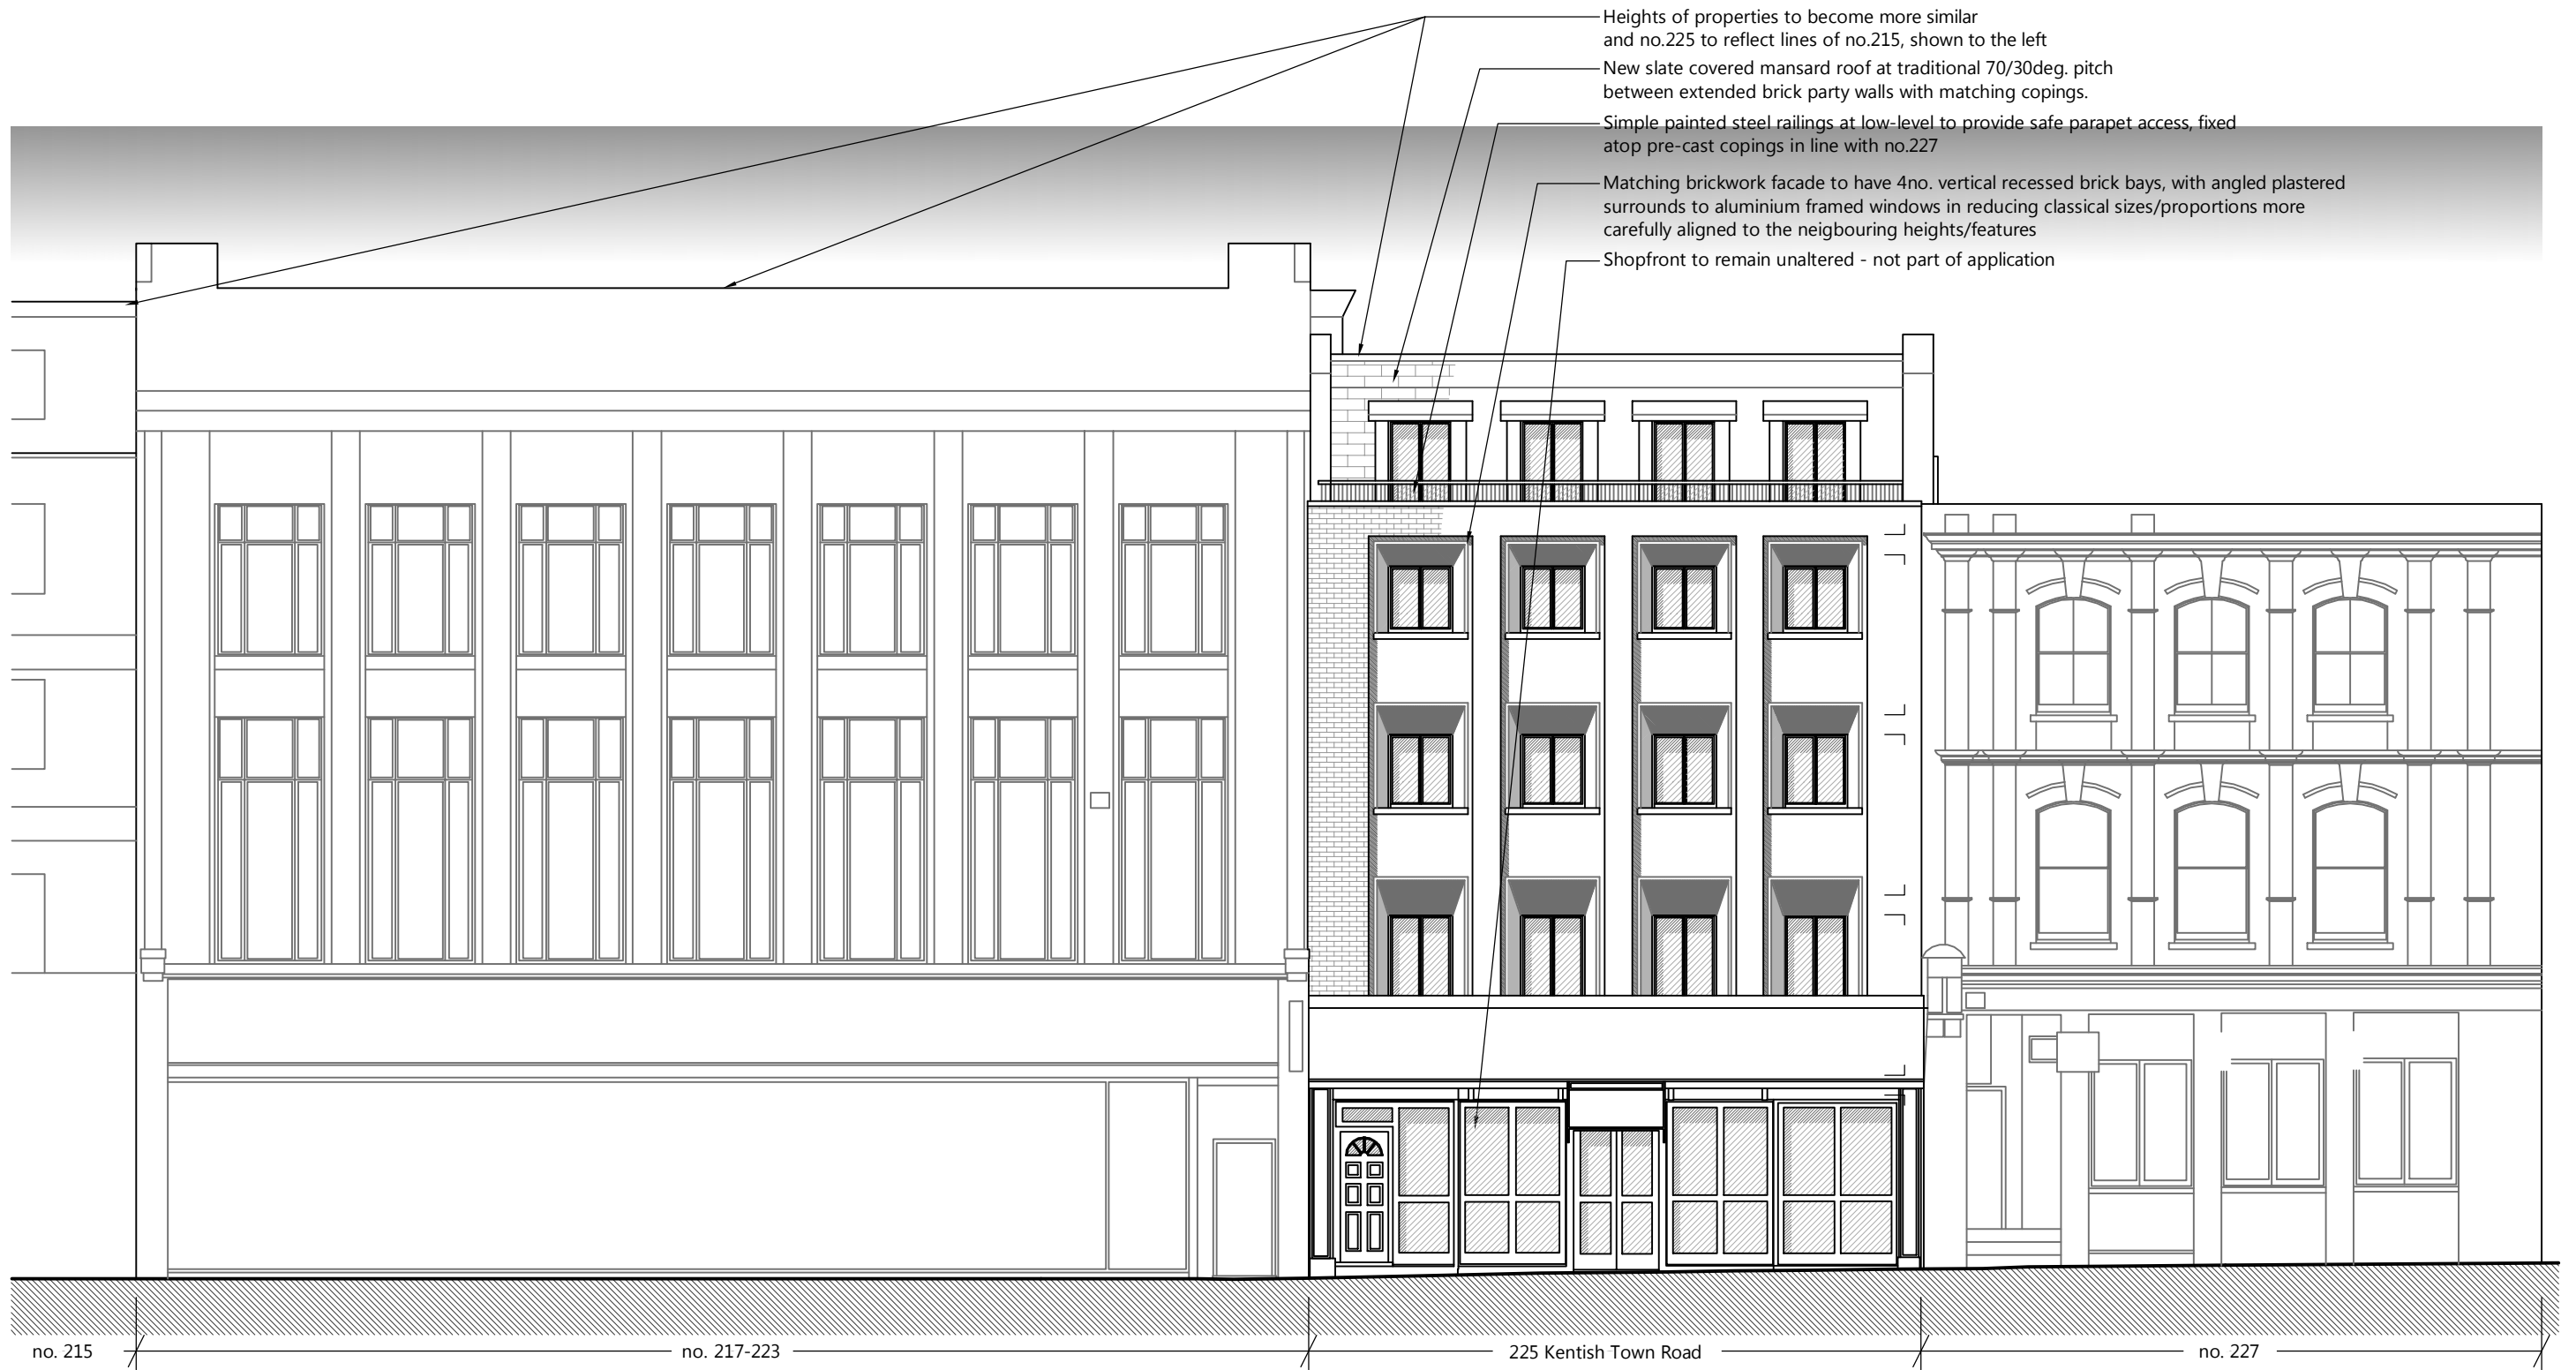 Heights of properties to become more similar
and no.225 to reflect lines of no.215, shown to the left
New slate covered mansard roof at traditional 70/30deg. pitch
between extended brick party walls with matching copings.
Simple painted steel railings at low-level to provide safe parapet access, fixed
atop pre-cast copings in line with no.227
Matching brickwork facade to have 4no. vertical recessed brick bays, with angled plastered
surrounds to aluminium framed windows in reducing classical sizes/proportions more
carefully aligned to the neigbouring heights/features
Shopfront to remain unaltered - not part of application
no. 215
no. 217-223
225 Kentish Town Road
no. 227